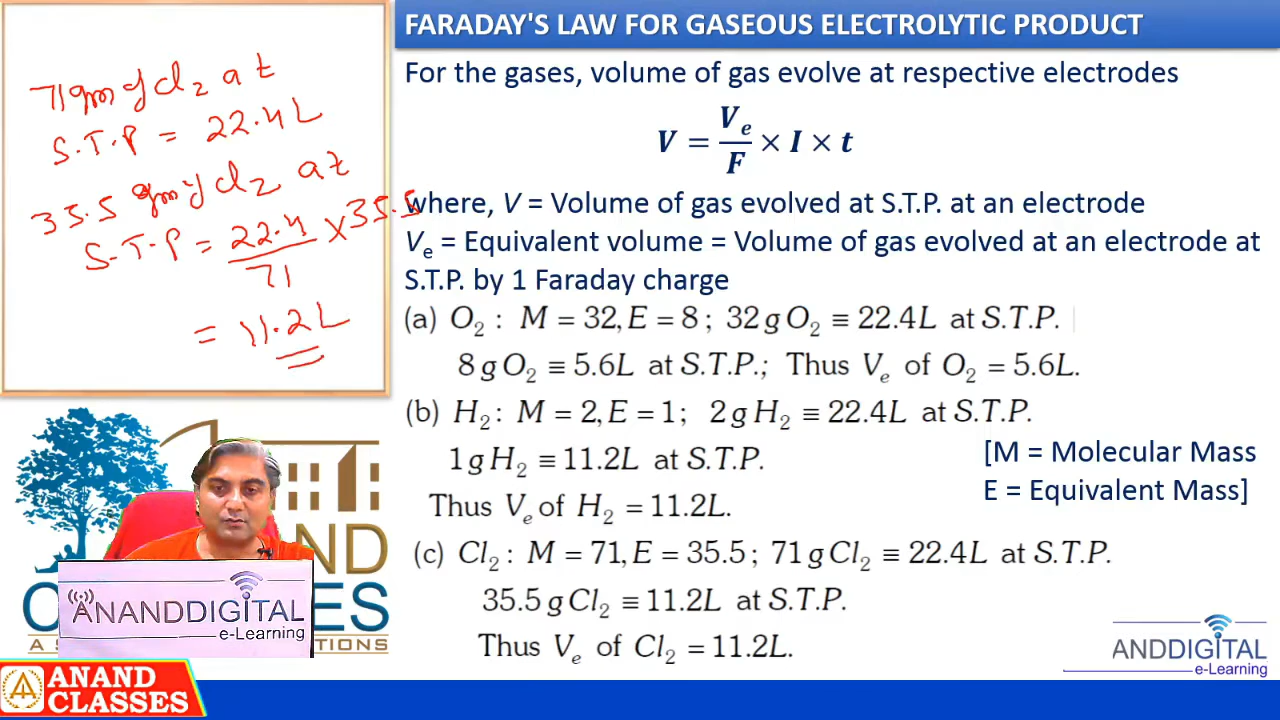 FARADAY'S LAW FOR GASEOUS ELECTROLYTIC PRODUCT
71 gm of Cl₂ at
S.T.P = 22.4 L
35.5 gm of Cl₂ at
S.T.P = 22.4/71 × 35.5
= 11.2 L
For the gases, volume of gas evolve at respective electrodes
V = Vₑ/F × I × t
where, V = Volume of gas evolved at S.T.P. at an electrode
Vₑ = Equivalent volume = Volume of gas evolved at an electrode at
S.T.P. by 1 Faraday charge
(a) O₂ : M = 32, E = 8 ; 32 g O₂ ≡ 22.4L at S.T.P.
8 g O₂ ≡ 5.6L at S.T.P.; Thus Vₑ of O₂ = 5.6L.
(b) H₂ : M = 2, E = 1; 2 g H₂ ≡ 22.4L at S.T.P.
1 g H₂ ≡ 11.2L at S.T.P.
Thus Vₑ of H₂ = 11.2L.
[M = Molecular Mass
E = Equivalent Mass]
(c) Cl₂ : M = 71, E = 35.5 ; 71 g Cl₂ ≡ 22.4L at S.T.P.
35.5 g Cl₂ ≡ 11.2L at S.T.P.
Thus Vₑ of Cl₂ = 11.2L.
ANANDDIGITAL
e-Learning
ANDDIGITAL
e-Learning
ANAND
CLASSES